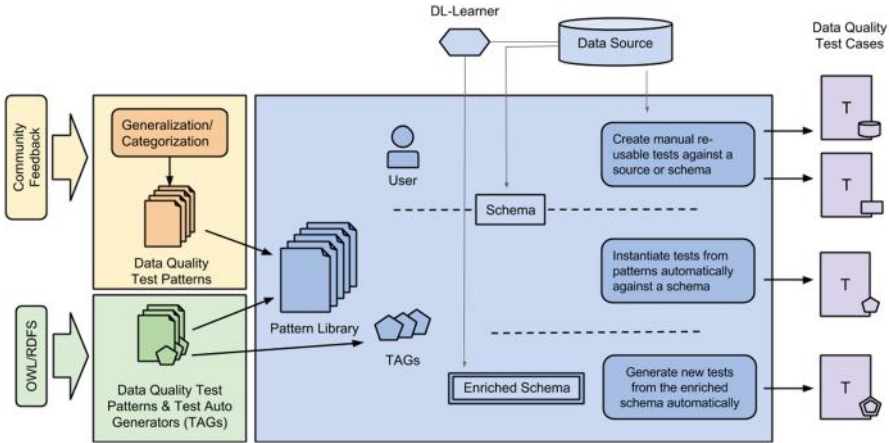 DL-Learner
Data Source
Data Quality
Test Cases
Community
Feedback
Generalization/
Categorization
Data Quality
Test Patterns
OWL/RDFS
Data Quality Test
Patterns & Test Auto
Generators (TAGs)
Pattern Library
User
Schema
TAGs
Enriched Schema
Create manual re-
usable tests against a
source or schema
Instantiate tests from
patterns automatically
against a schema
Generate new tests
from the enriched
schema automatically
T
T
T
T